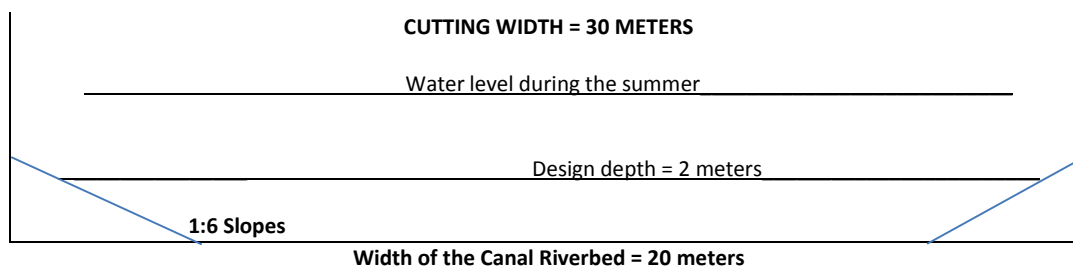 CUTTING WIDTH = 30 METERS
Water level during the summer
Design depth = 2 meters
1:6 Slopes
Width of the Canal Riverbed = 20 meters